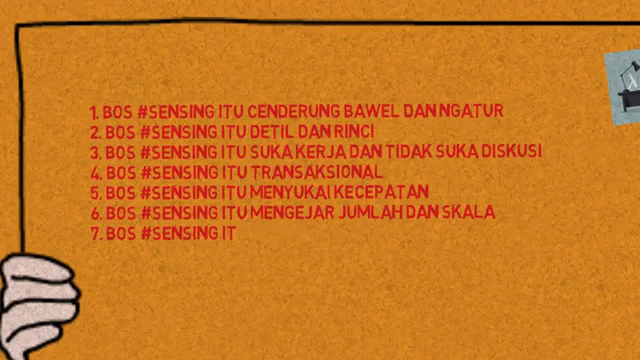 1. BOS #SENSING ITU CENDERUNG BAWEL DAN NGATUR
2. BOS #SENSING ITU DETIL DAN RINCI
3. BOS #SENSING ITU SUKA KERJA DAN TIDAK SUKA DISKUSI
4. BOS #SENSING ITU TRANSAKSIONAL
5. BOS #SENSING ITU MENYUKAI KECEPATAN
6. BOS #SENSING ITU MENGEJAR JUMLAH DAN SKALA
7. BOS #SENSING IT